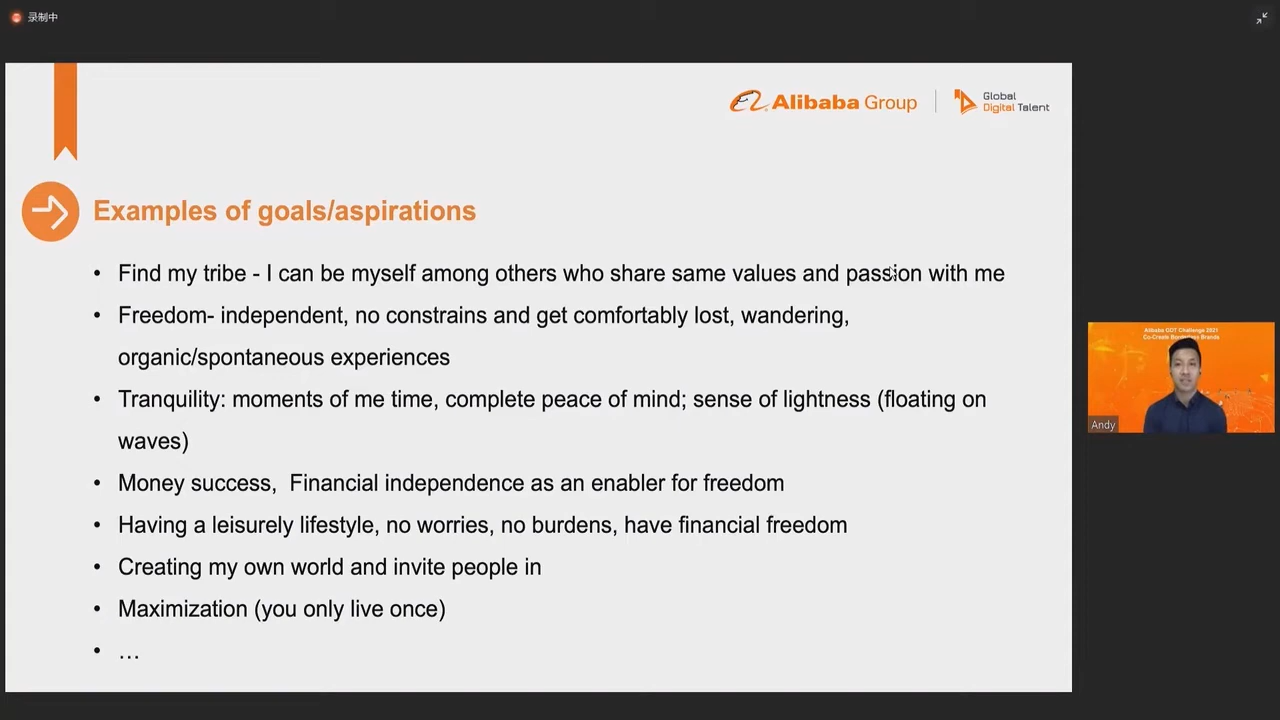 录制中
Alibaba Group
Global
Digital Talent
Examples of goals/aspirations
• Find my tribe - I can be myself among others who share same values and passion with me
• Freedom- independent, no constrains and get comfortably lost, wandering,
organic/spontaneous experiences
• Tranquility: moments of me time, complete peace of mind; sense of lightness (floating on
waves)
• Money success,  Financial independence as an enabler for freedom
• Having a leisurely lifestyle, no worries, no burdens, have financial freedom
• Creating my own world and invite people in
• Maximization (you only live once)
• …
Alibaba GDT Challenge 2021
Co-Create Borderless Brands
Andy